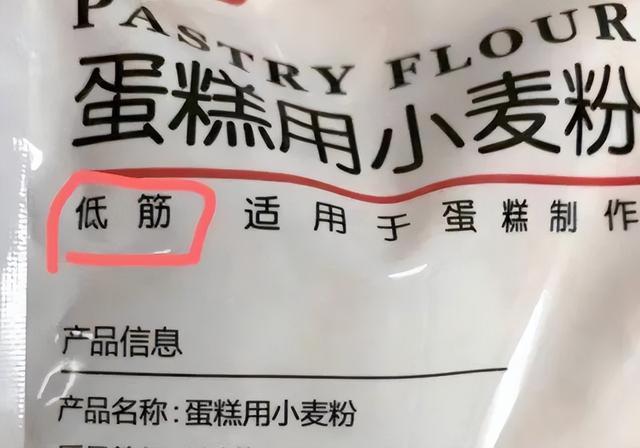 PASTRY FLOUR
蛋糕用小麦粉
低筋 适用于蛋糕制作
产品信息
产品名称:蛋糕用小麦粉